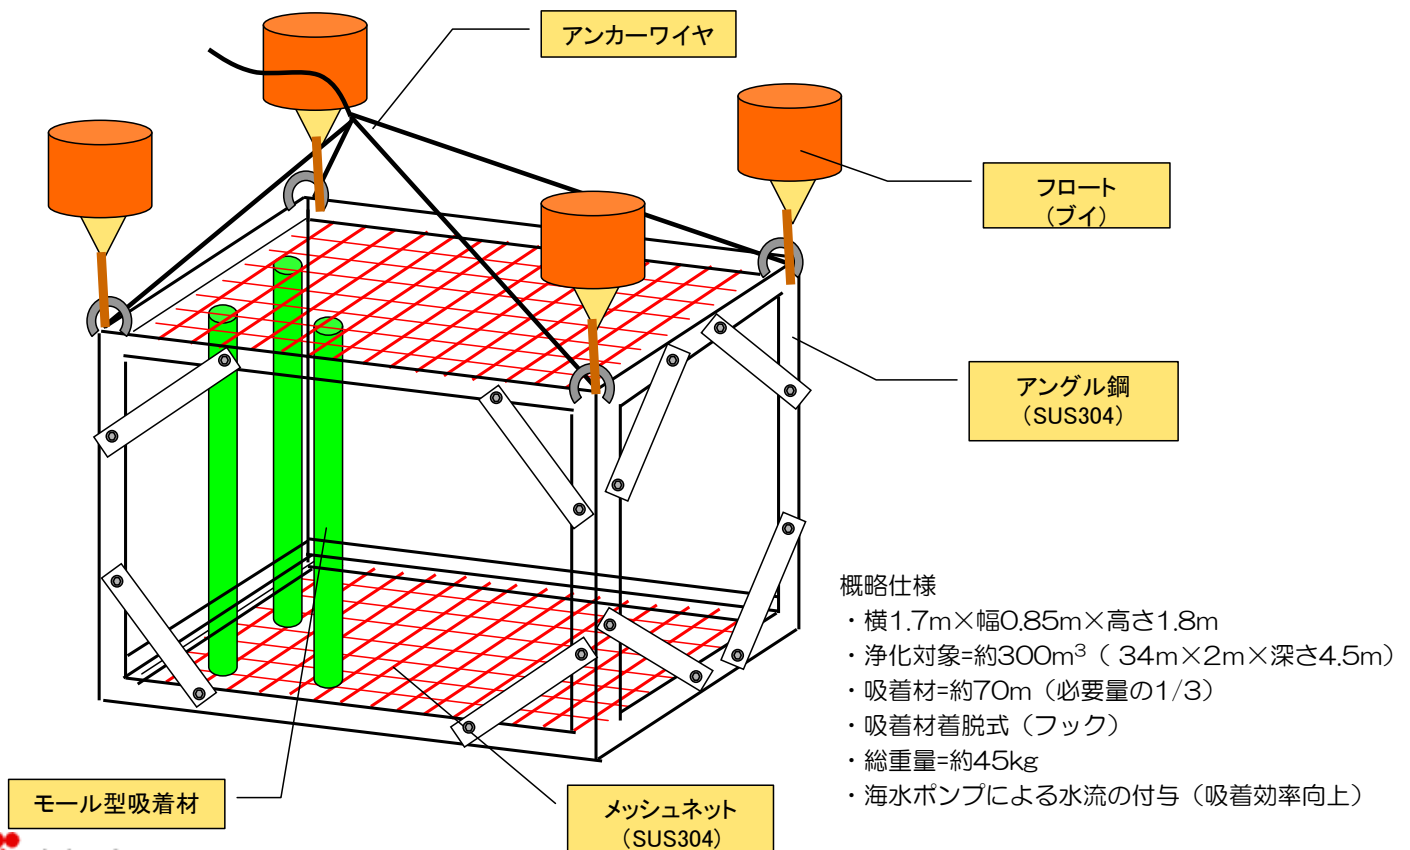 アンカーワイヤ
フロート
（ブイ）
アングル鋼
（SUS304）
概略仕様
・横1.7m×幅0.85m×高さ1.8m
・浄化対象=約300m³（ 34m×2m×深さ4.5m）
・吸着材=約70m（必要量の1/3）
・吸着材着脱式（フック）
・総重量=約45kg
・海水ポンプによる水流の付与（吸着効率向上）
モール型吸着材
メッシュネット
（SUS304）